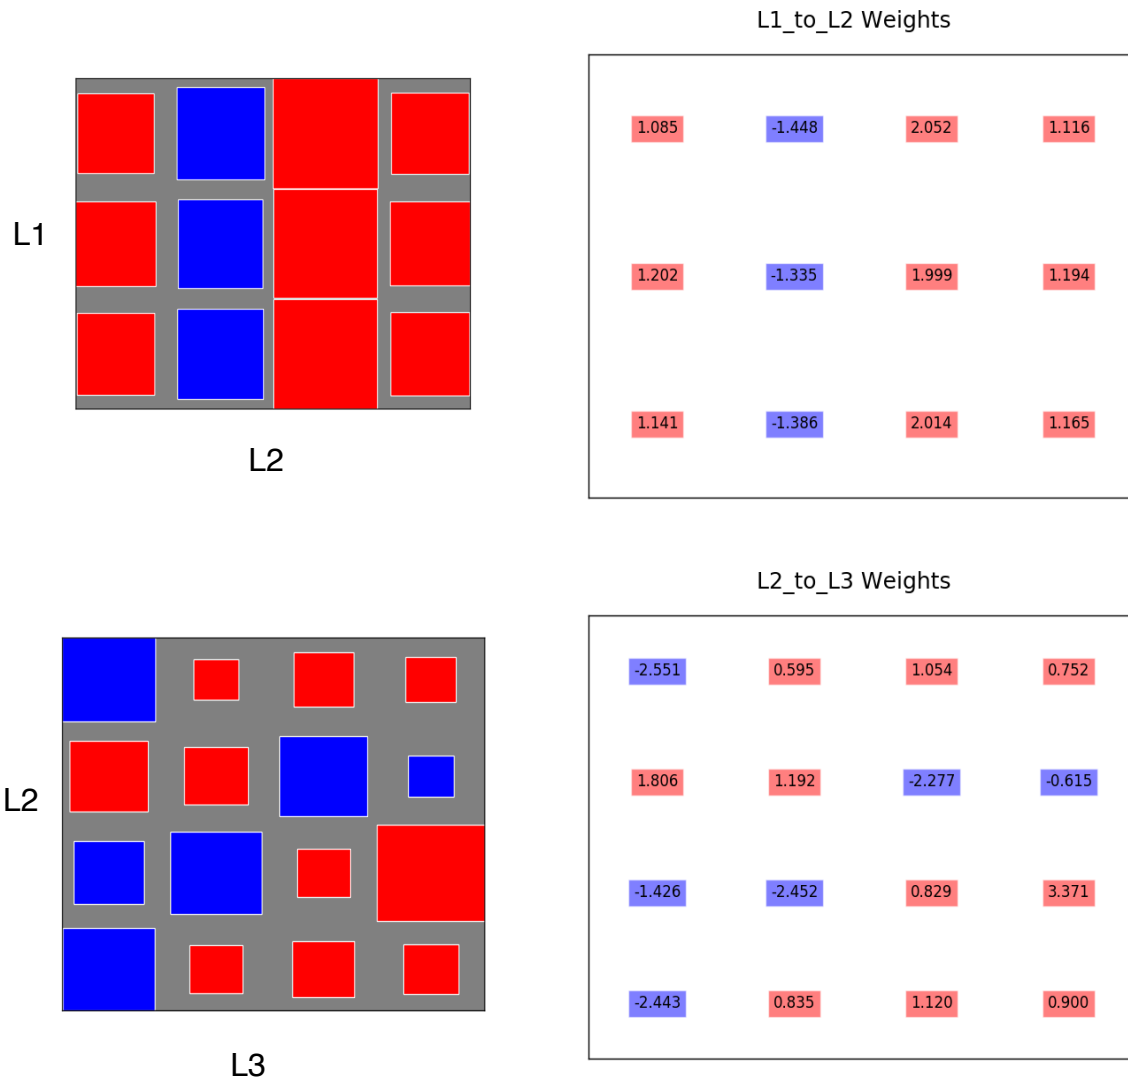 L1_to_L2 Weights
1.085 -1.448 2.052 1.116
L1
1.202 -1.335 1.999 1.194
1.141 -1.386 2.014 1.165
L2
L2_to_L3 Weights
-2.551 0.595 1.054 0.752
L2
1.806 1.192 -2.277 -0.615
-1.426 -2.452 0.829 3.371
-2.443 0.835 1.120 0.900
L3